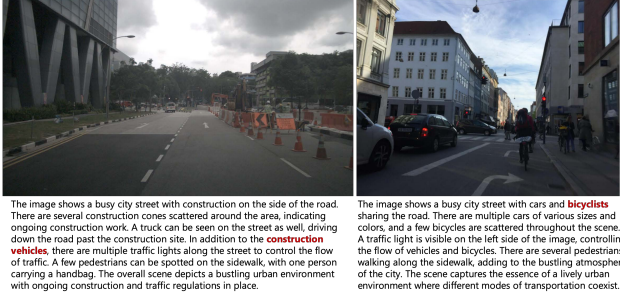 The image shows a busy city street with construction on the side of the road.
There are several construction cones scattered around the area, indicating
ongoing construction work. A truck can be seen on the street as well, driving
down the road past the construction site. In addition to the construction
vehicles, there are multiple traffic lights along the street to control the flow
of traffic. A few pedestrians can be spotted on the sidewalk, with one person
carrying a handbag. The overall scene depicts a bustling urban environment
with ongoing construction and traffic regulations in place.
The image shows a busy city street with cars and bicyclists
sharing the road. There are multiple cars of various sizes and
colors, and a few bicycles are scattered throughout the scene.
A traffic light is visible on the left side of the image, controllin
the flow of vehicles and bicycles. There are several pedestrian
walking along the sidewalk, adding to the bustling atmospher
of the city. The scene captures the essence of a lively urban
environment where different modes of transportation coexist.